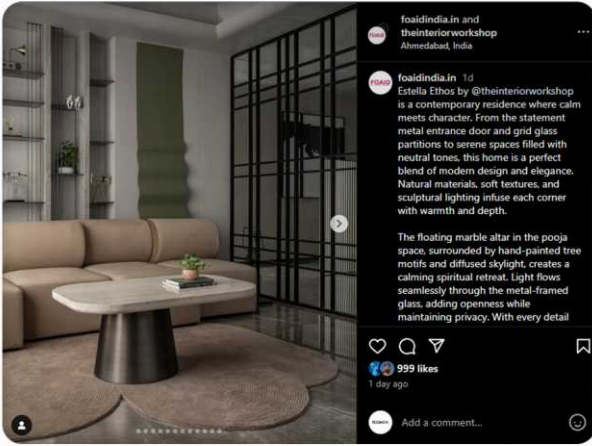 foaidindia.in and
theinteriorworkshop
Ahmedabad, India
FOAID
foaidindia.in 1d
Estella Ethos by @theinteriorworkshop
is a contemporary residence where calm
meets character. From the statement
metal entrance door and grid glass
partitions to serene spaces filled with
neutral tones, this home is a perfect
blend of modern design and elegance.
Natural materials, soft textures, and
sculptural lighting infuse each corner
with warmth and depth.
The floating marble altar in the pooja
space, surrounded by hand-painted tree
motifs and diffused skylight, creates a
calming spiritual retreat. Light flows
seamlessly through the metal-framed
glass, adding openness while
maintaining privacy. With every detail
999 likes
1 day ago
Add a comment...